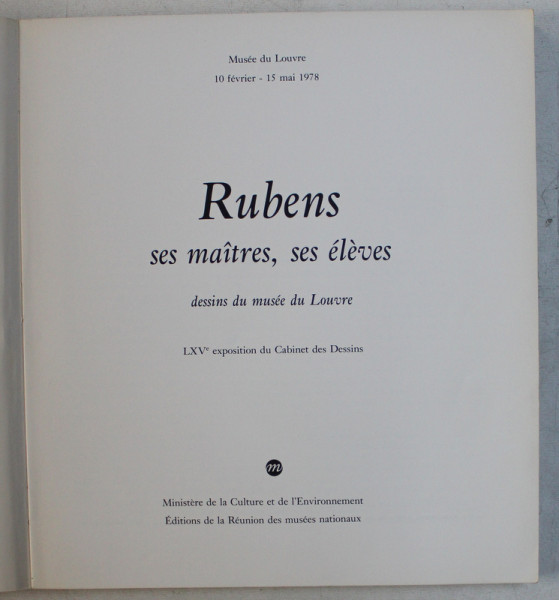 Musée du Louvre
10 février - 15 mai 1978
Rubens
ses maîtres, ses élèves
dessins du musée du Louvre
LXVe exposition du Cabinet des Dessins
m
Ministère de la Culture et de l'Environnement
Éditions de la Réunion des musées nationaux